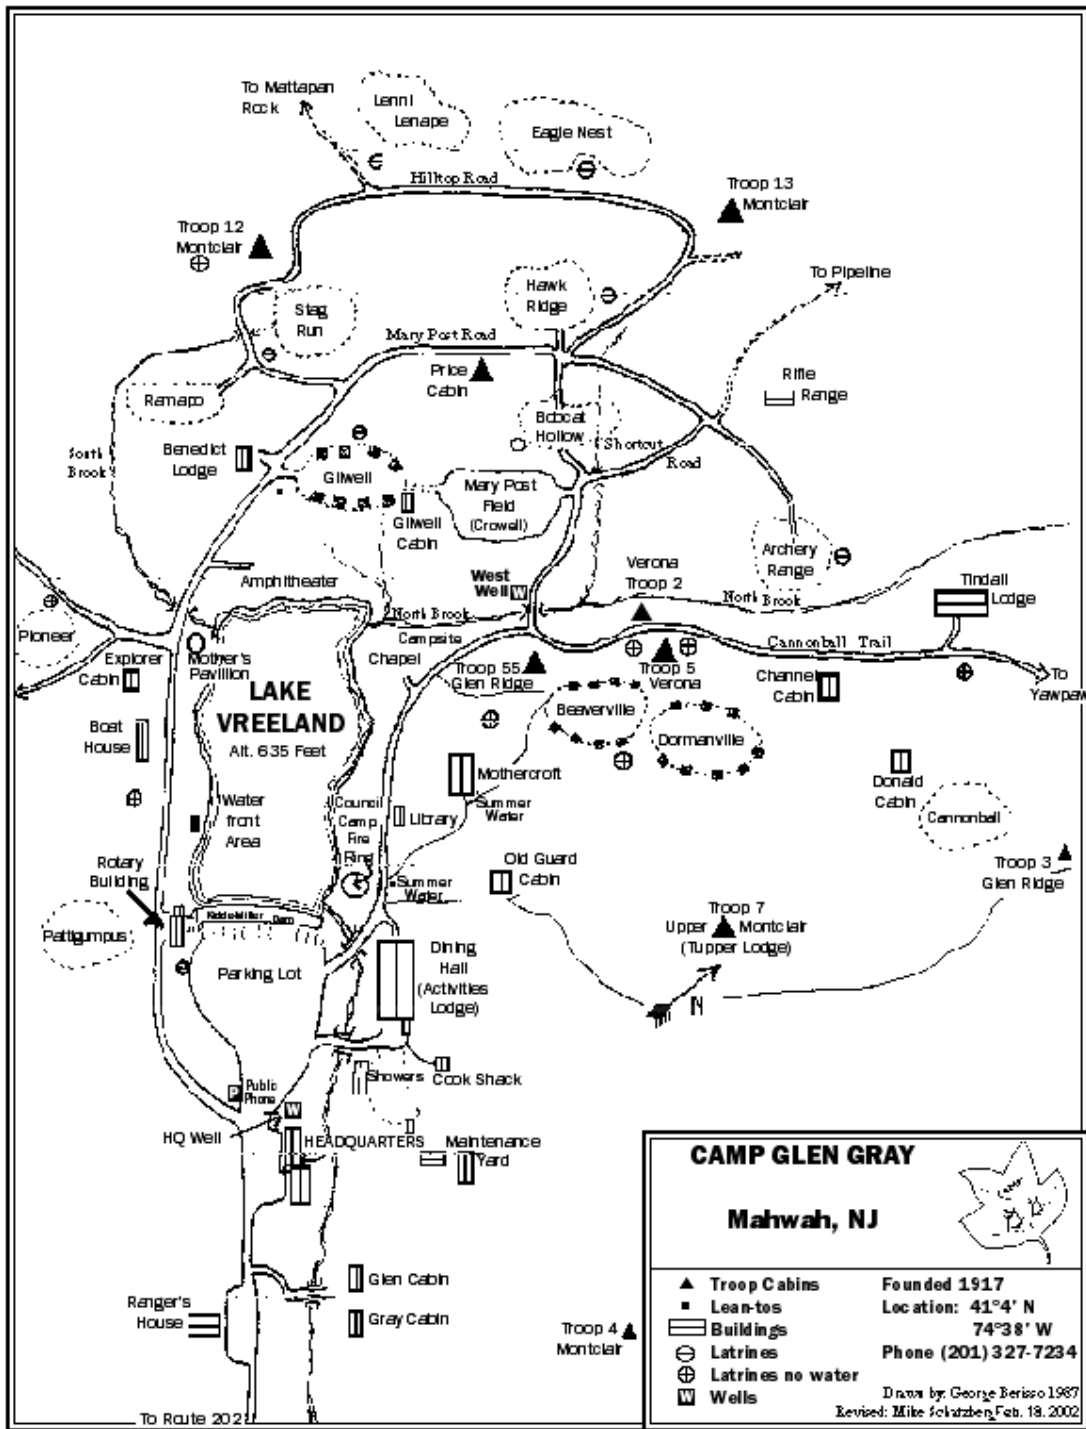 To Mattapan
Rock
Lenni
Lenape
Eagle Nest
Hilltop Road
Troop 13
Montclair
Troop 12
Montclair
To Pipeline
Hawk
Ridge
Stag
Run
Mary Post Road
Price
Cabin
Rifle
Range
Ramapo
Bobcat
Hollow
Shortcut
Road
South
Brook
Benedict
Lodge
Gilwell
Mary Post
Field
(Crowell)
Gilwell
Cabin
Archery
Range
Verona
Troop 2
West
Well
W
Amphitheater
North Brook
North Brook
Tindall
Lodge
Pioneer
Campsite
Chapel
Cannonball Trail
Explorer
Cabin
Mother's
Pavillion
Troop 55
Glen Ridge
Troop 5
Verona
Channel
Cabin
To
Yawpaw
LAKE
VREELAND
Alt. 635 Feet
Beaverville
Dormanville
Boat
House
Mothercroft
Summer
Water
Donald
Cabin
Cannonball
Water
front
Area
Council
Camp
Fire
Ring
Library
Rotary
Building
Old Guard
Cabin
Summer
Water
Troop 3
Glen Ridge
Troop 7
Upper Montclair
(Tupper Lodge)
Pattigumpus
Dam
Parking Lot
Dining
Hall
(Activities
Lodge)
N
Showers
Cook Shack
P
Public
Phone
W
HQ Well
HEADQUARTERS
Maintenance
Yard
Glen Cabin
Ranger's
House
Gray Cabin
Troop 4
Montclair
To Route 202
CAMP GLEN GRAY
Mahwah, NJ
Troop Cabins
Lean-tos
Buildings
Latrines
Latrines no water
W Wells
Founded 1917
Location: 41°4' N
74°38' W
Phone (201) 327-7234
Drawn by: George Berisso 1987
Revised: Mike Schatzberg Feb. 18, 2002